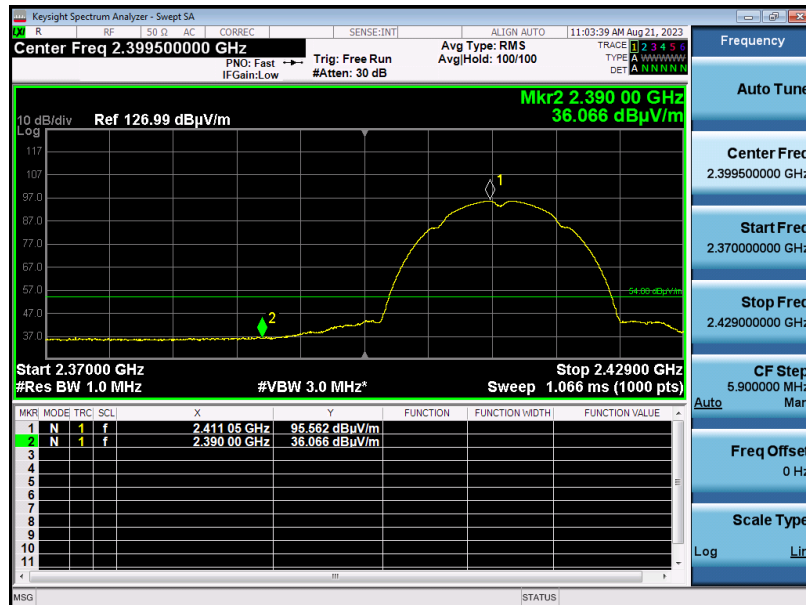 Keysight Spectrum Analyzer - Swept SA
LXI R RF 50 Ω AC CORREC SENSE:INT ALIGN AUTO 11:03:39 AM Aug 21, 2023
Center Freq 2.399500000 GHz
PNO: Fast
IFGain:Low
Trig: Free Run
#Atten: 30 dB
Avg Type: RMS
Avg|Hold: 100/100
TRACE 1 2 3 4 5 6
TYPE A WWWWW
DET A N N N N N
Mkr2 2.390 00 GHz
36.066 dBµV/m
10 dB/div Ref 126.99 dBµV/m
Log
117
107
97.0
87.0
77.0
67.0
57.0
47.0
37.0
1
2
54.00 dBµV/m
Start 2.37000 GHz Stop 2.42900 GHz
#Res BW 1.0 MHz #VBW 3.0 MHz* Sweep 1.066 ms (1000 pts)
MKR MODE TRC SCL X Y FUNCTION FUNCTION WIDTH FUNCTION VALUE
1 N 1 f 2.411 05 GHz 95.562 dBµV/m
2 N 1 f 2.390 00 GHz 36.066 dBµV/m
3
4
5
6
7
8
9
10
11
MSG STATUS
Frequency
Auto Tune
Center Freq
2.399500000 GHz
Start Freq
2.370000000 GHz
Stop Freq
2.429000000 GHz
CF Step
5.900000 MHz
Auto Man
Freq Offset
0 Hz
Scale Type
Log Lin